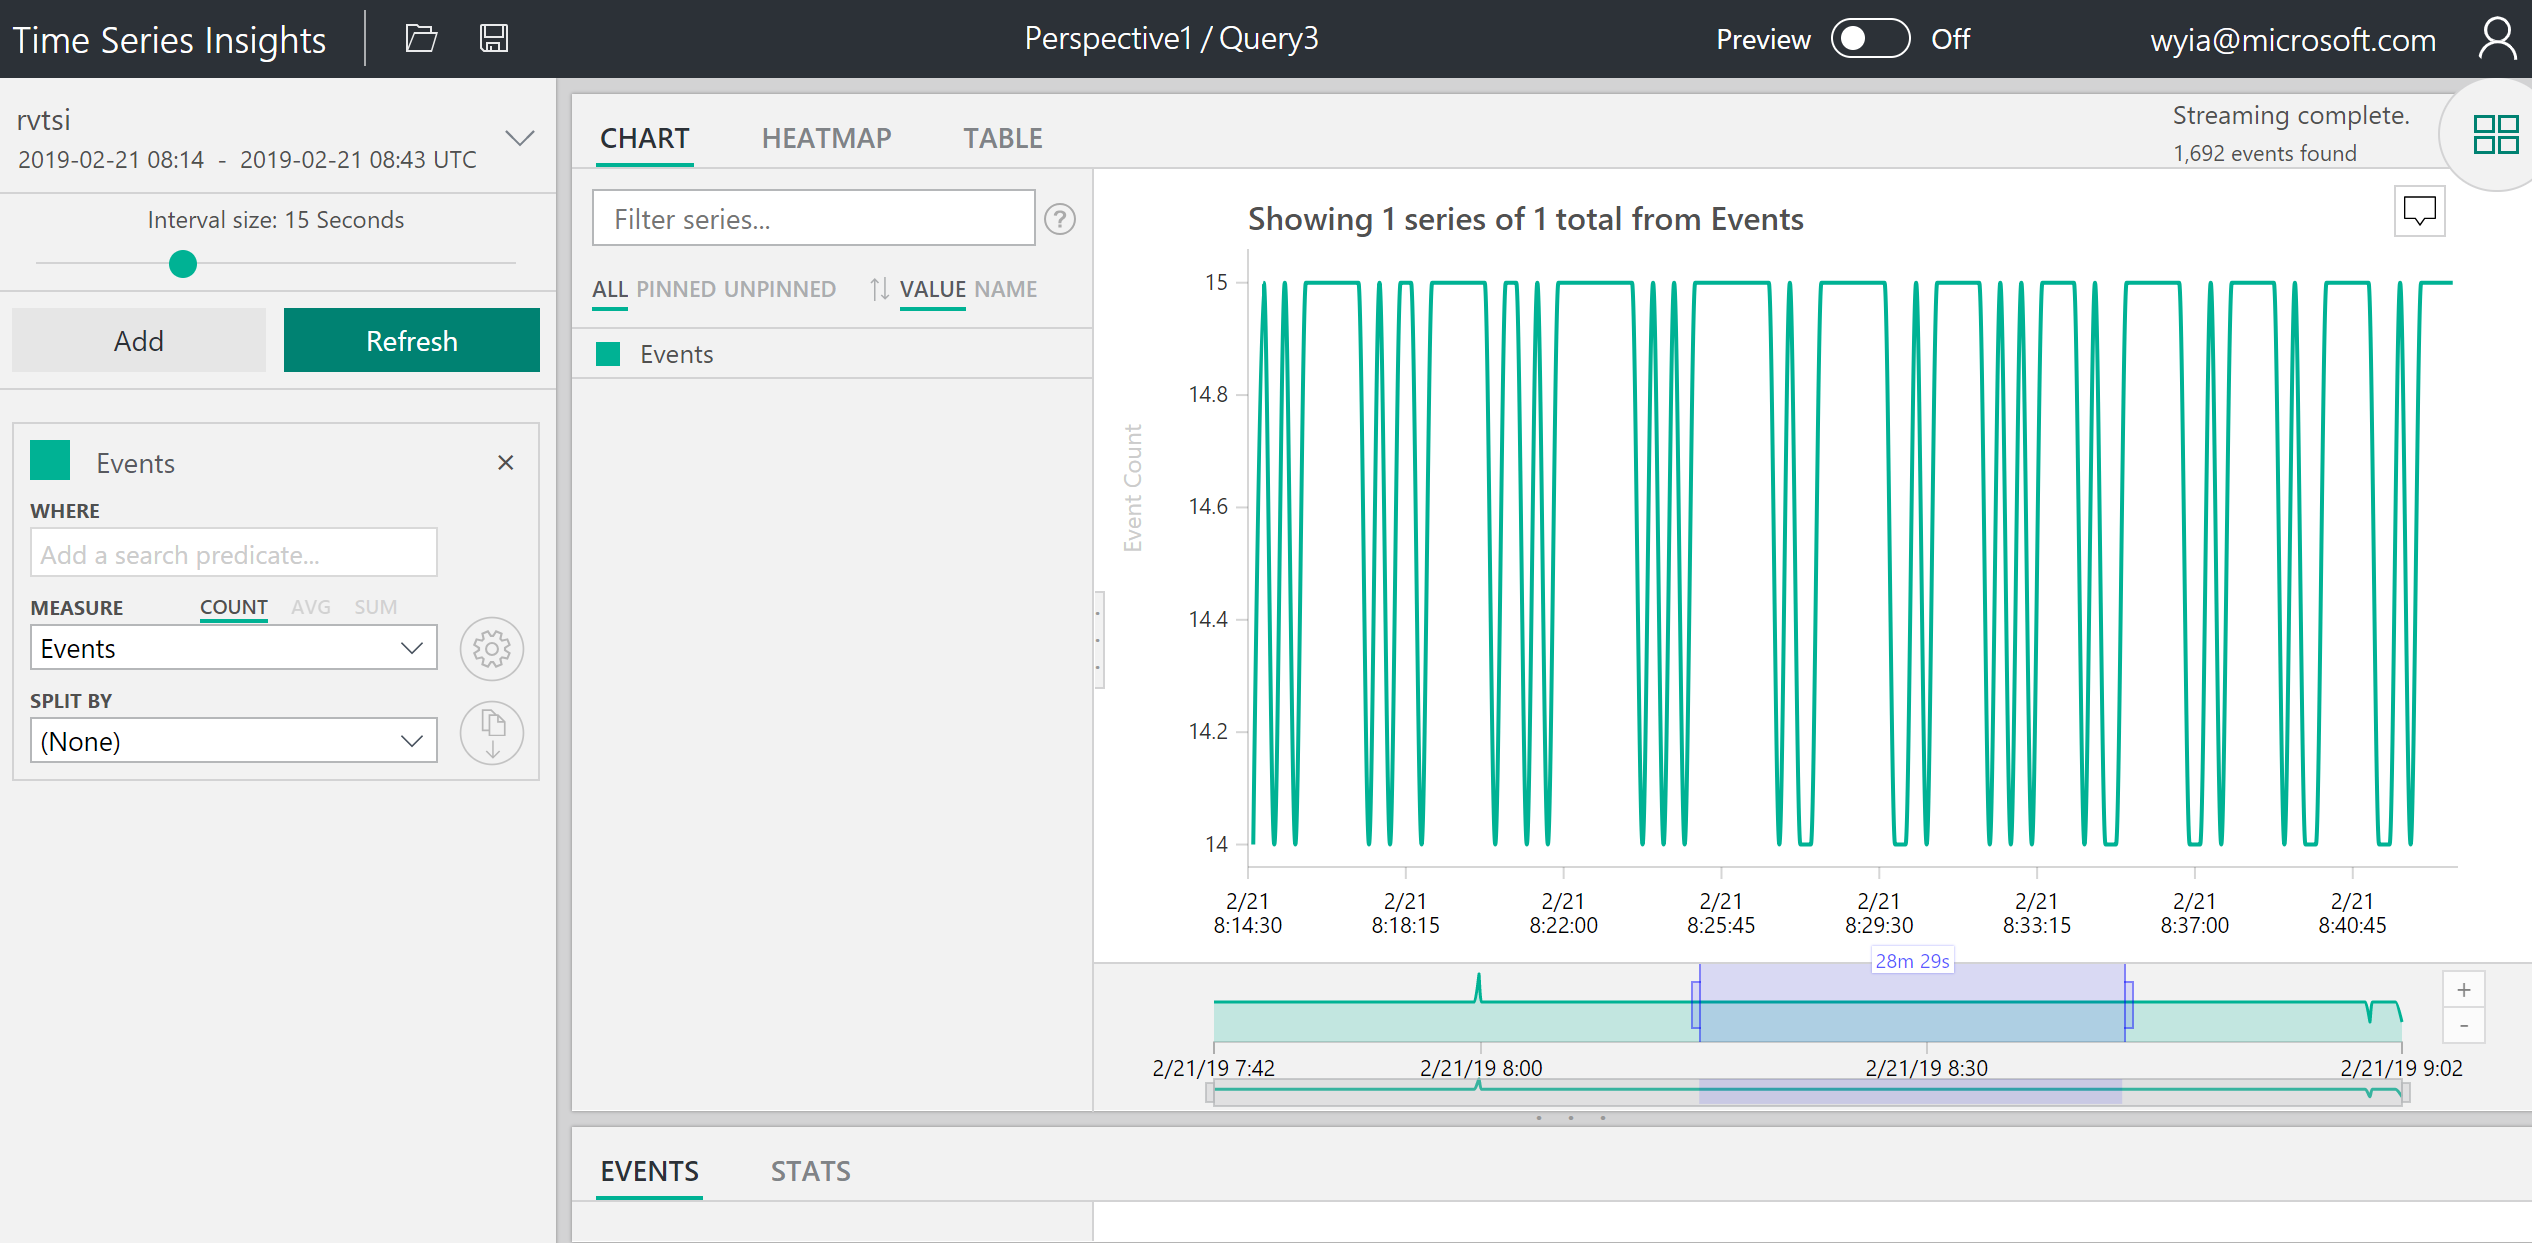 Time Series Insights
Perspective1 / Query3
Preview
Off
wyia@microsoft.com
rvtsi
2019-02-21 08:14 - 2019-02-21 08:43 UTC
Interval size: 15 Seconds
Add
Refresh
Events
×
WHERE
Add a search predicate...
MEASURE
COUNT AVG SUM
Events
SPLIT BY
(None)
CHART
HEATMAP
TABLE
Streaming complete.
1,692 events found
Filter series...
?
ALL PINNED UNPINNED
VALUE NAME
Events
Showing 1 series of 1 total from Events
Event Count
15
14.8
14.6
14.4
14.2
14
2/21
8:14:30
2/21
8:18:15
2/21
8:22:00
2/21
8:25:45
2/21
8:29:30
2/21
8:33:15
2/21
8:37:00
2/21
8:40:45
28m 29s
+
-
2/21/19 7:42
2/21/19 8:00
2/21/19 8:30
2/21/19 9:02
EVENTS
STATS